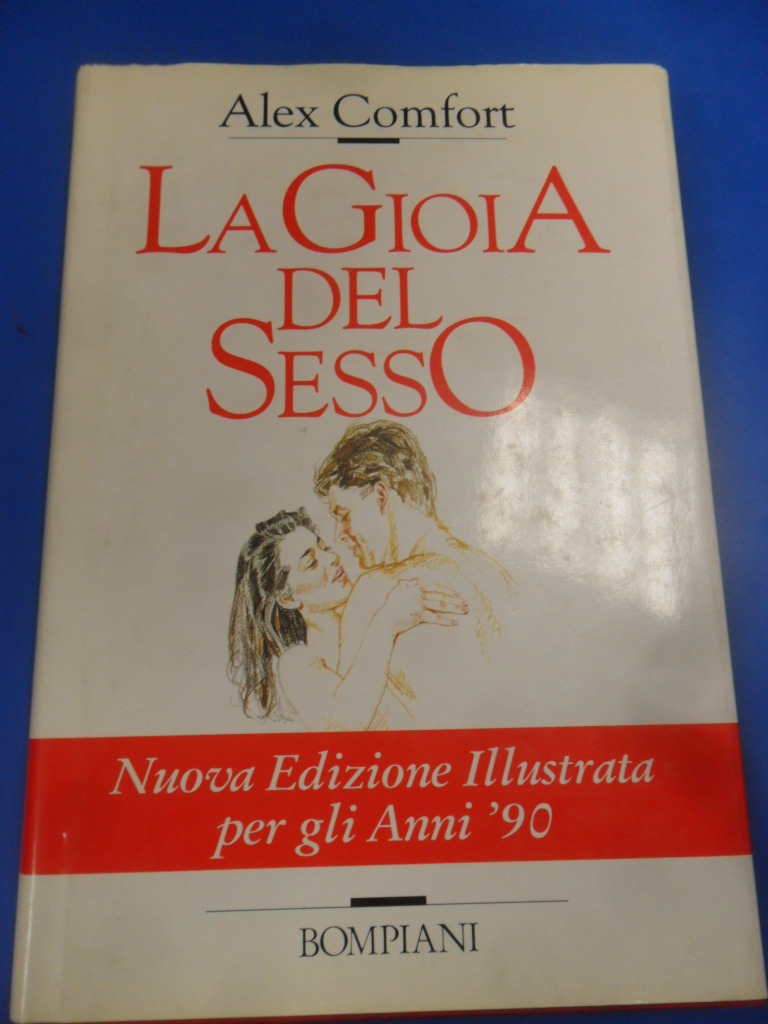 Alex Comfort
LA GIOIA
DEL
SESSO
Nuova Edizione Illustrata
per gli Anni '90
BOMPIANI